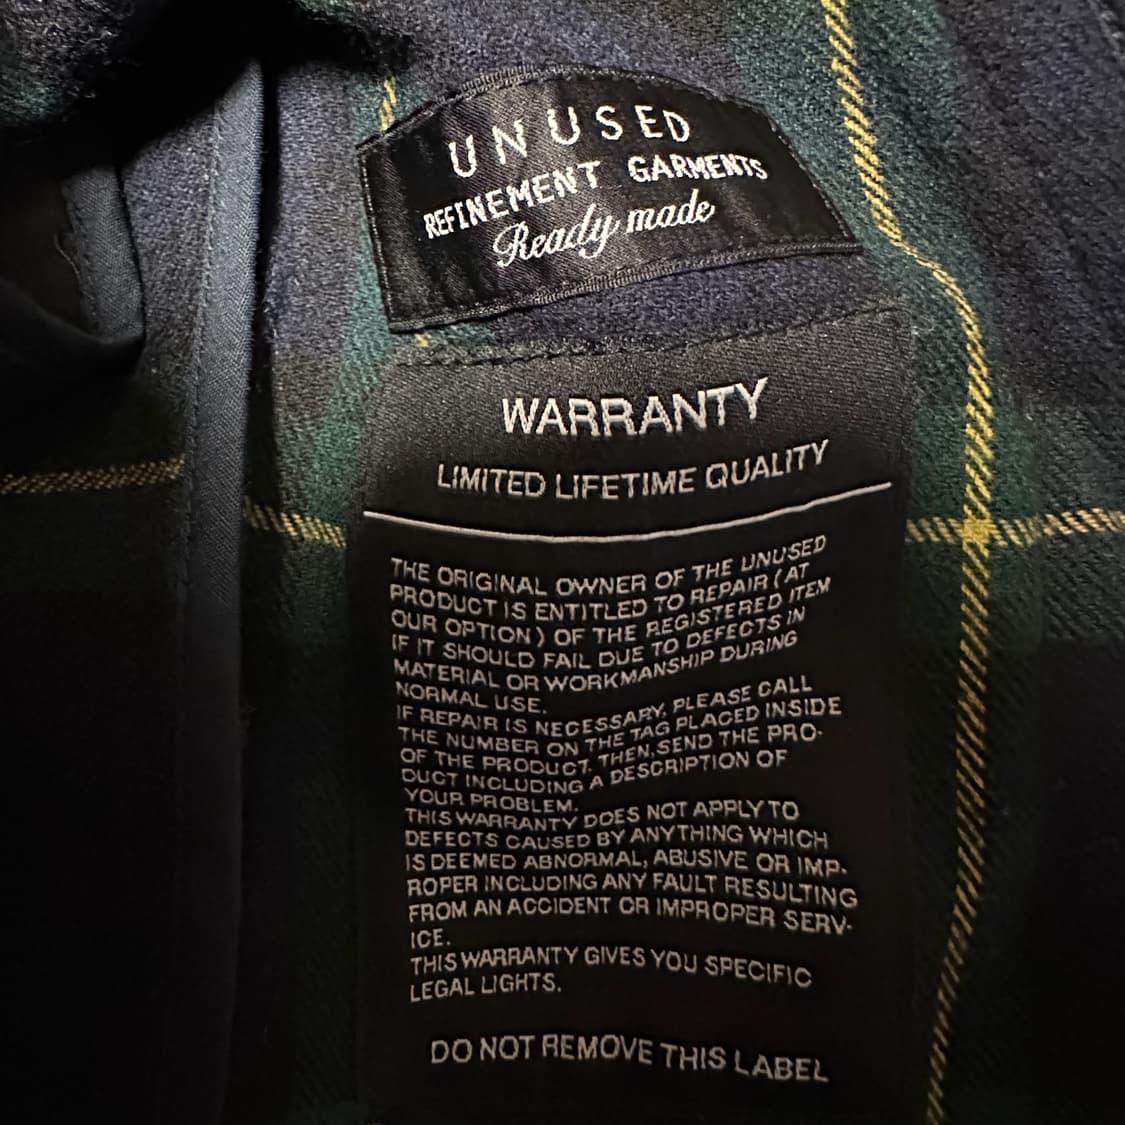 UNUSED
REFINEMENT GARMENTS
Ready made
WARRANTY
LIMITED LIFETIME QUALITY
THE ORIGINAL OWNER OF THE UNUSED
PRODUCT IS ENTITLED TO REPAIR (AT
OUR OPTION) OF THE REGISTERED ITEM
IF IT SHOULD FAIL DUE TO DEFECTS IN
MATERIAL OR WORKMANSHIP DURING
NORMAL USE.
IF REPAIR IS NECESSARY, PLEASE CALL
THE NUMBER ON THE TAG PLACED INSIDE
OF THE PRODUCT. THEN, SEND THE PRO-
DUCT INCLUDING A DESCRIPTION OF
YOUR PROBLEM.
THIS WARRANTY DOES NOT APPLY TO
DEFECTS CAUSED BY ANYTHING WHICH
IS DEEMED ABNORMAL, ABUSIVE OR IMP-
ROPER INCLUDING ANY FAULT RESULTING
FROM AN ACCIDENT OR IMPROPER SERV-
ICE.
THIS WARRANTY GIVES YOU SPECIFIC
LEGAL LIGHTS.
DO NOT REMOVE THIS LABEL